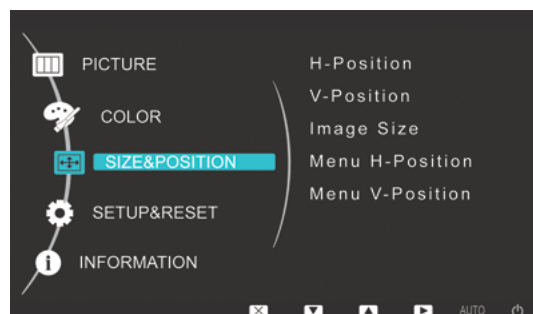 PICTURE
COLOR
SIZE&POSITION
SETUP&RESET
INFORMATION
H-Position
V-Position
Image Size
Menu H-Position
Menu V-Position
AUTO